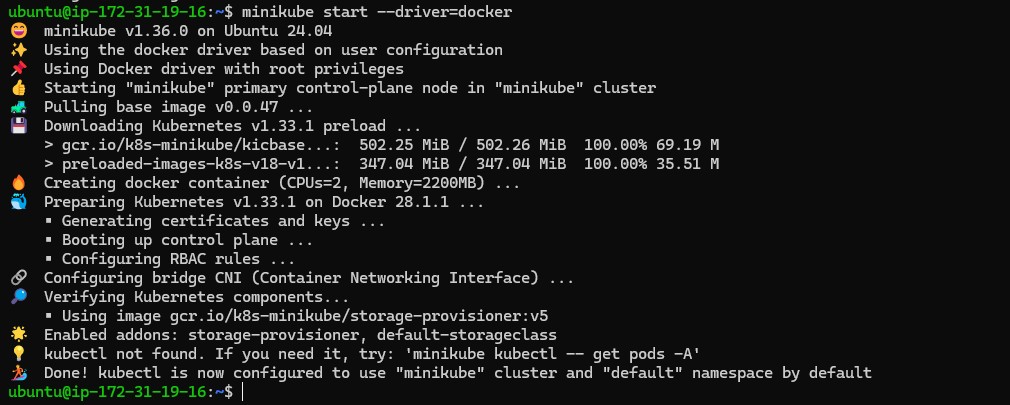 ubuntu@ip-172-31-19-16:~$ minikube start --driver=docker
minikube v1.36.0 on Ubuntu 24.04
Using the docker driver based on user configuration
Using Docker driver with root privileges
Starting "minikube" primary control-plane node in "minikube" cluster
Pulling base image v0.0.47 ...
Downloading Kubernetes v1.33.1 preload ...
> gcr.io/k8s-minikube/kicbase...:  502.25 MiB / 502.26 MiB  100.00% 69.19 M
> preloaded-images-k8s-v18-v1...:  347.04 MiB / 347.04 MiB  100.00% 35.51 M
Creating docker container (CPUs=2, Memory=2200MB) ...
Preparing Kubernetes v1.33.1 on Docker 28.1.1 ...
▪ Generating certificates and keys ...
▪ Booting up control plane ...
▪ Configuring RBAC rules ...
Configuring bridge CNI (Container Networking Interface) ...
Verifying Kubernetes components...
▪ Using image gcr.io/k8s-minikube/storage-provisioner:v5
Enabled addons: storage-provisioner, default-storageclass
kubectl not found. If you need it, try: 'minikube kubectl -- get pods -A'
Done! kubectl is now configured to use "minikube" cluster and "default" namespace by default
ubuntu@ip-172-31-19-16:~$